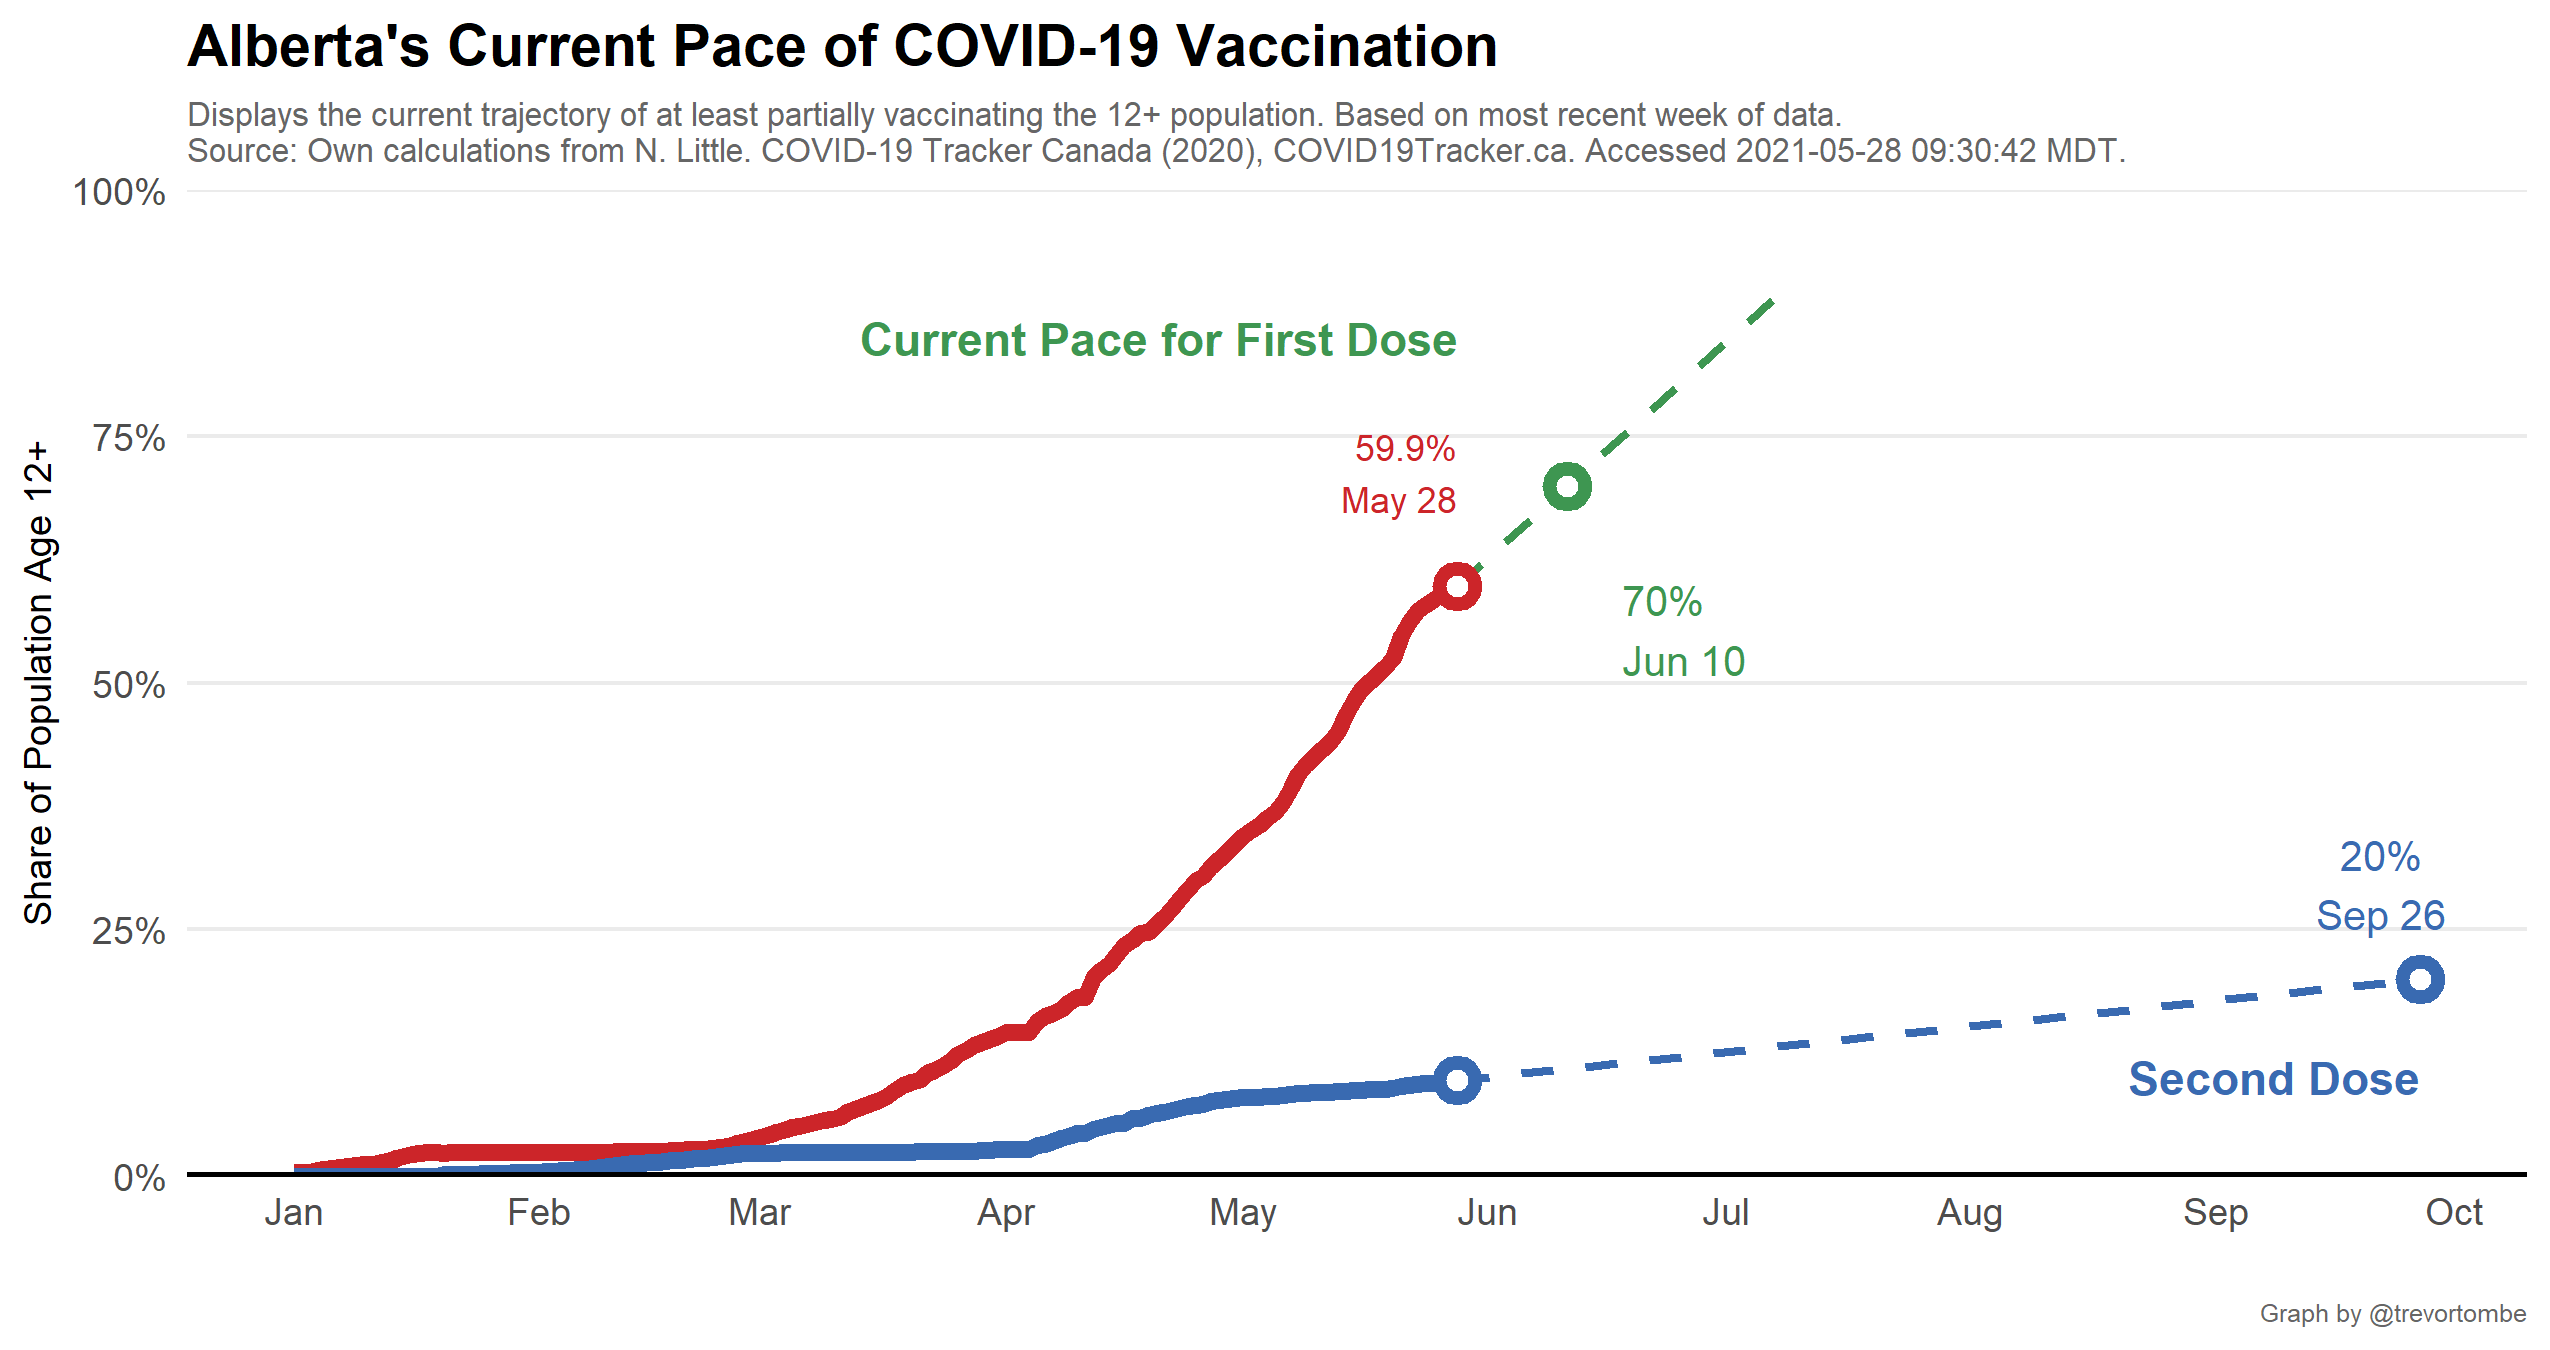 Alberta's Current Pace of COVID-19 Vaccination
Displays the current trajectory of at least partially vaccinating the 12+ population. Based on most recent week of data.
Source: Own calculations from N. Little. COVID-19 Tracker Canada (2020), COVID19Tracker.ca. Accessed 2021-05-28 09:30:42 MDT.
Share of Population Age 12+
100%
75%
50%
25%
0%
Current Pace for First Dose
59.9%
May 28
70%
Jun 10
20%
Sep 26
Second Dose
Jan Feb Mar Apr May Jun Jul Aug Sep Oct
Graph by @trevortombe